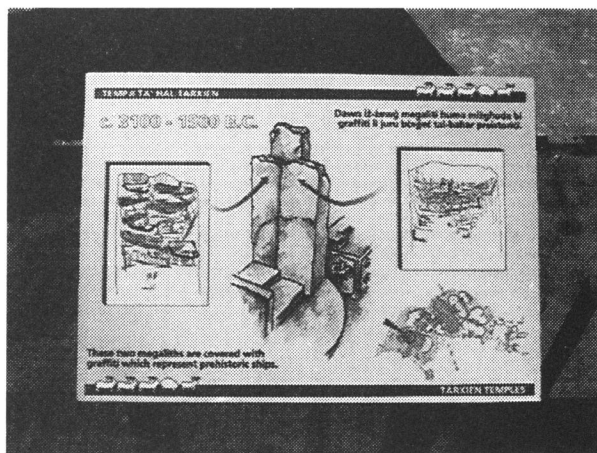 TEMPJI TA' ĦAL TARXIEN
c. 3100 - 1500 B.C.
Dawn iż-żewġ megaliti huma miżgħuda bi
graffiti li juru bċejjeċ tal-baħar preistoriċi.
These two megaliths are covered with
graffiti which represent prehistoric ships.
TARXIEN TEMPLES